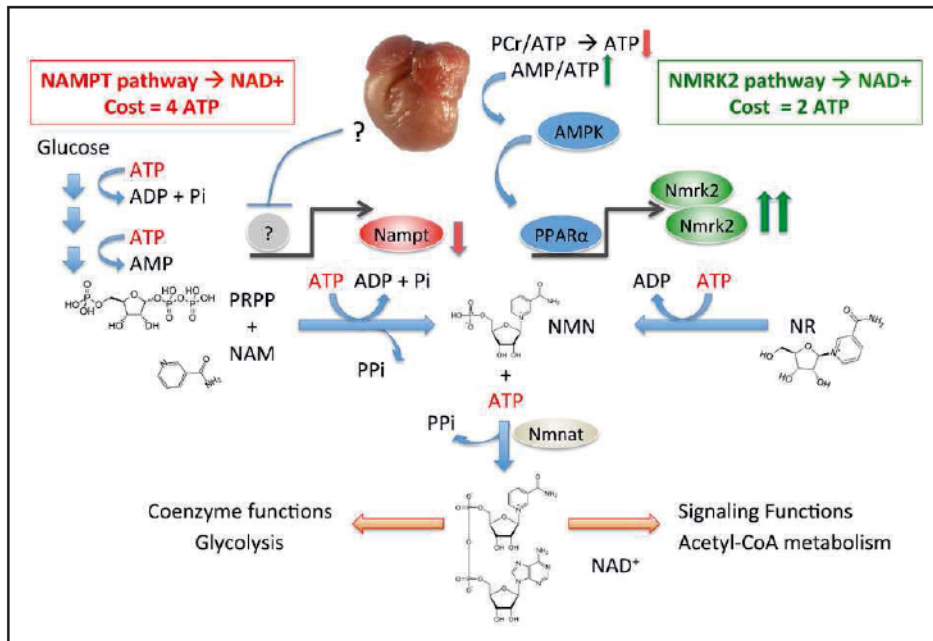 PCr/ATP → ATP
AMP/ATP
NAMPT pathway → NAD+
Cost = 4 ATP
NMRK2 pathway → NAD+
Cost = 2 ATP
?
AMPK
Glucose
ATP
ADP + Pi
ATP
AMP
?
Nampt
PPARα
Nmrk2
Nmrk2
PRPP
+
NAM
ATP
ADP + Pi
PPi
NMN
ADP
ATP
NR
+
ATP
PPi
Nmnat
Coenzyme functions
Glycolysis
Signaling Functions
Acetyl-CoA metabolism
NAD⁺